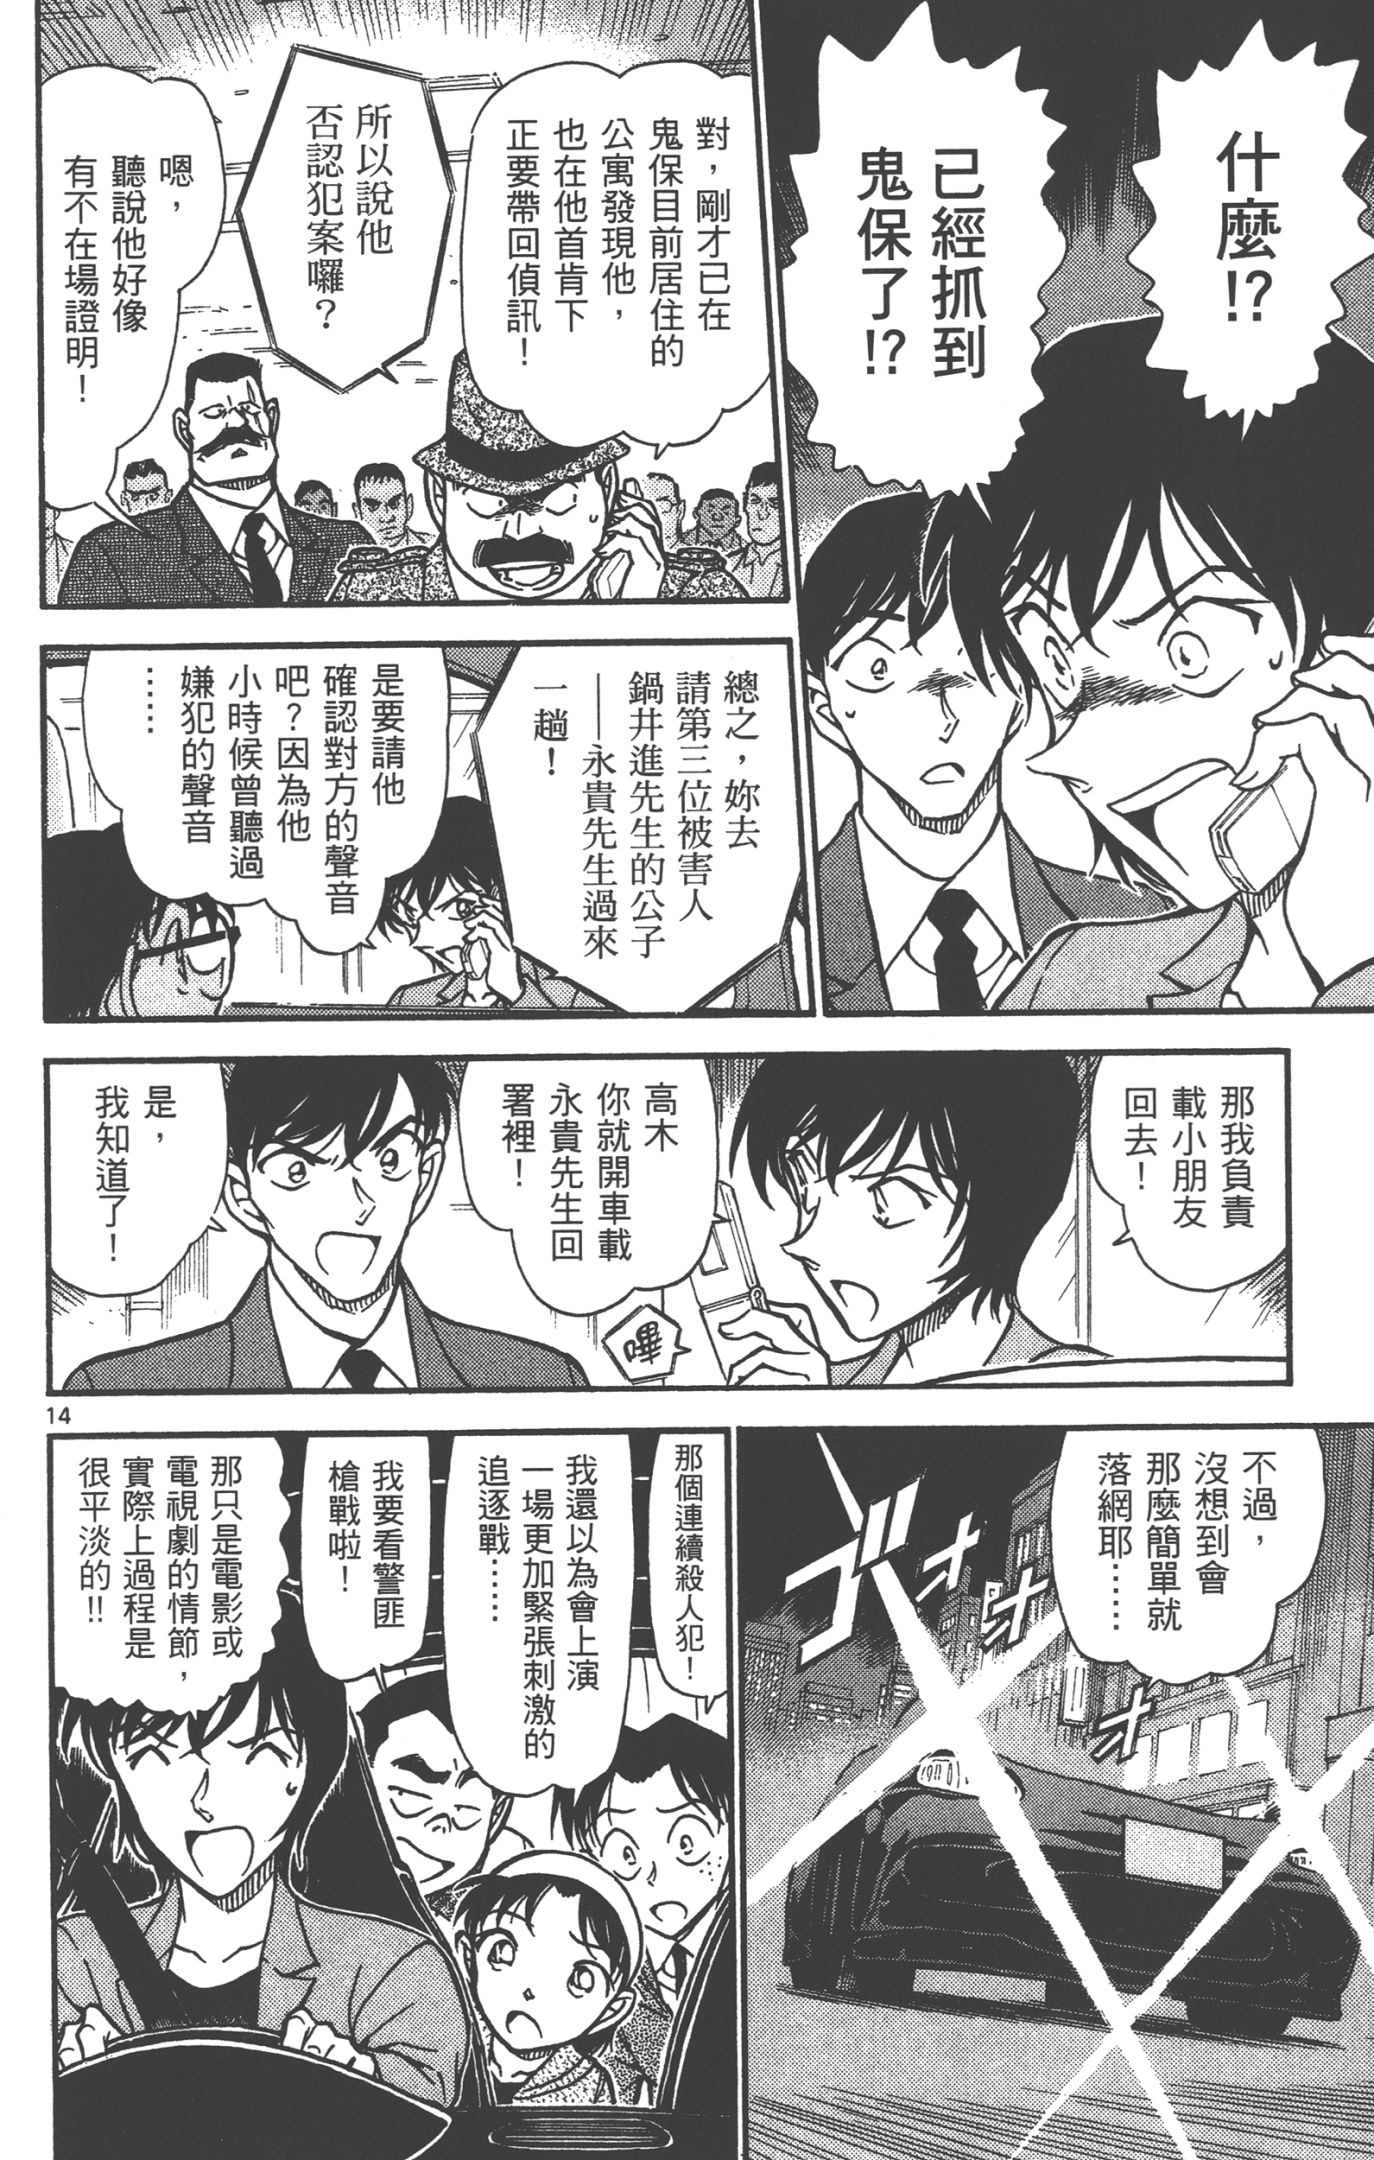 什麼!?
已經抓到
鬼保了!?
對，剛才已在
鬼保目前居住的
公寓發現他，
也在他首肯下
正要帶回偵訊！
所以說他
否認犯案囉？
嗯，
聽說他好像
有不在場證明！
總之，妳去
請第三位被害人
鍋井進先生的公子
──永貴先生過來
一趟！
是要請他
確認對方的聲音
吧？因為他
小時候曾聽過
嫌犯的聲音
……
那我負責
載小朋友
回去！
高木
你就開車載
永貴先生回
署裡！
嗶
是，
我知道了！
14
不過，
沒想到會
那麼簡單就
落網耶……
ゴオオオ
那個連續殺人犯！
我還以為會上演
一場更加緊張刺激的
追逐戰……
我要看警匪
槍戰啦！
那只是電影或
電視劇的情節，
實際上過程是
很平淡的!!